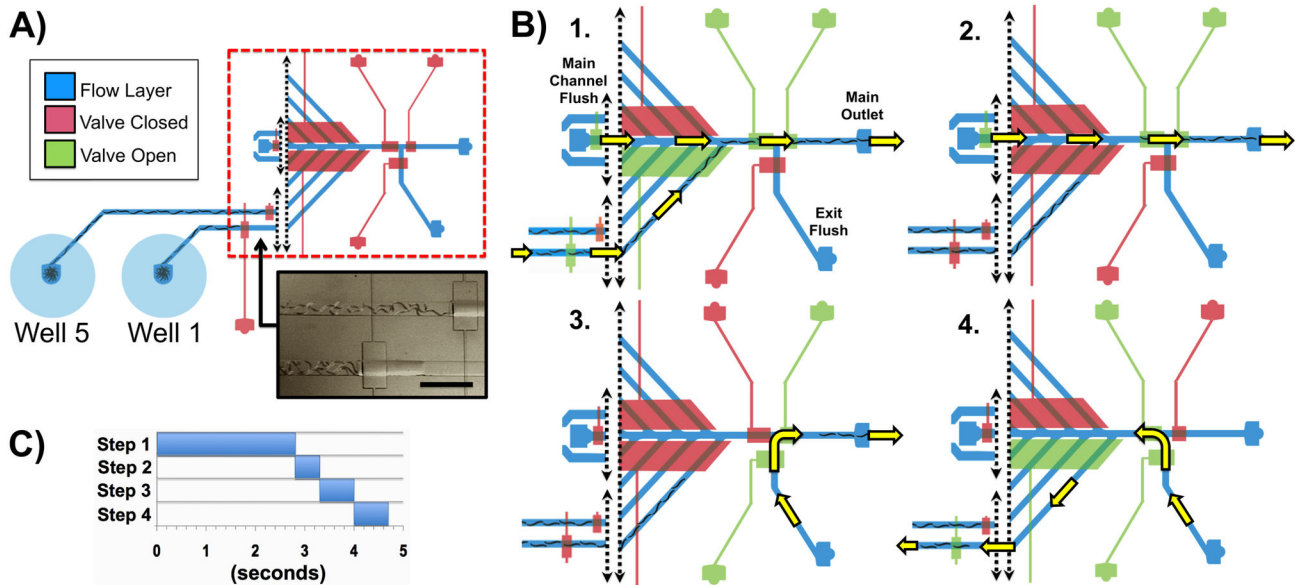 A)
Flow Layer
Valve Closed
Valve Open
Well 5
Well 1
B)
1.
Main
Channel
Flush
Main
Outlet
Exit
Flush
2.
3.
4.
C)
Step 1
Step 2
Step 3
Step 4
0 1 2 3 4 5
(seconds)